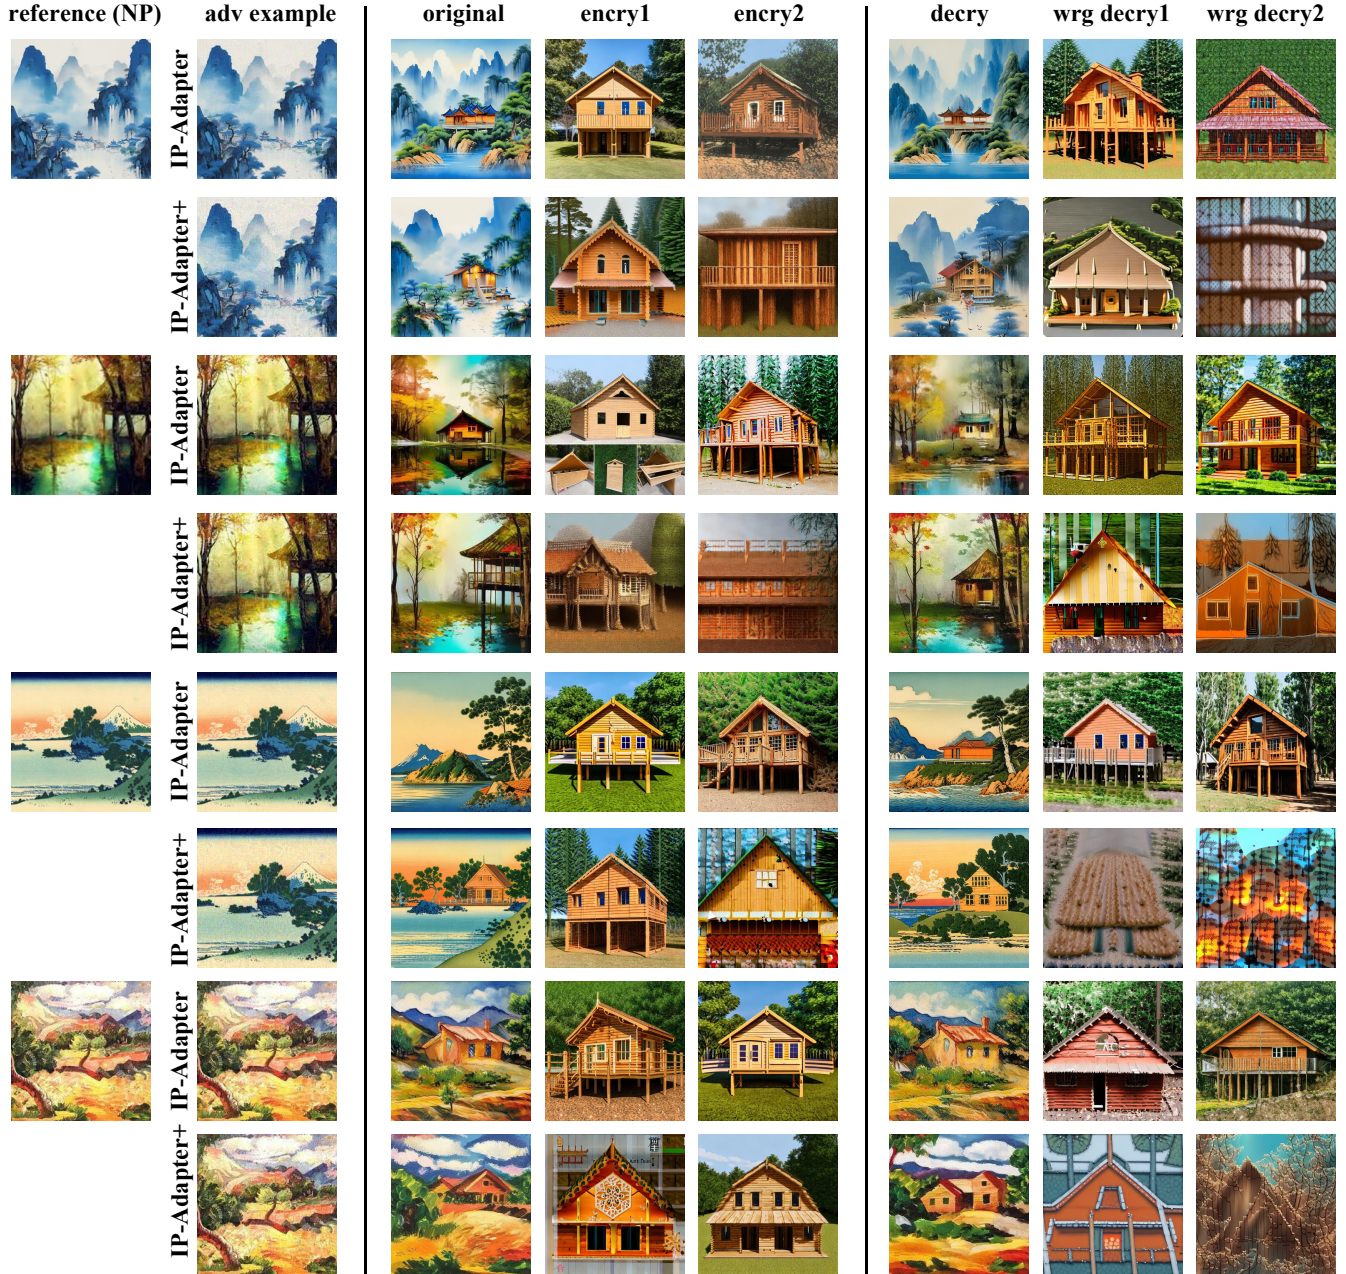 reference (NP) adv example original encry1 encry2 decry wrg decry1 wrg decry2
IP-Adapter
IP-Adapter+
IP-Adapter
IP-Adapter+
IP-Adapter
IP-Adapter+
IP-Adapter
IP-Adapter+